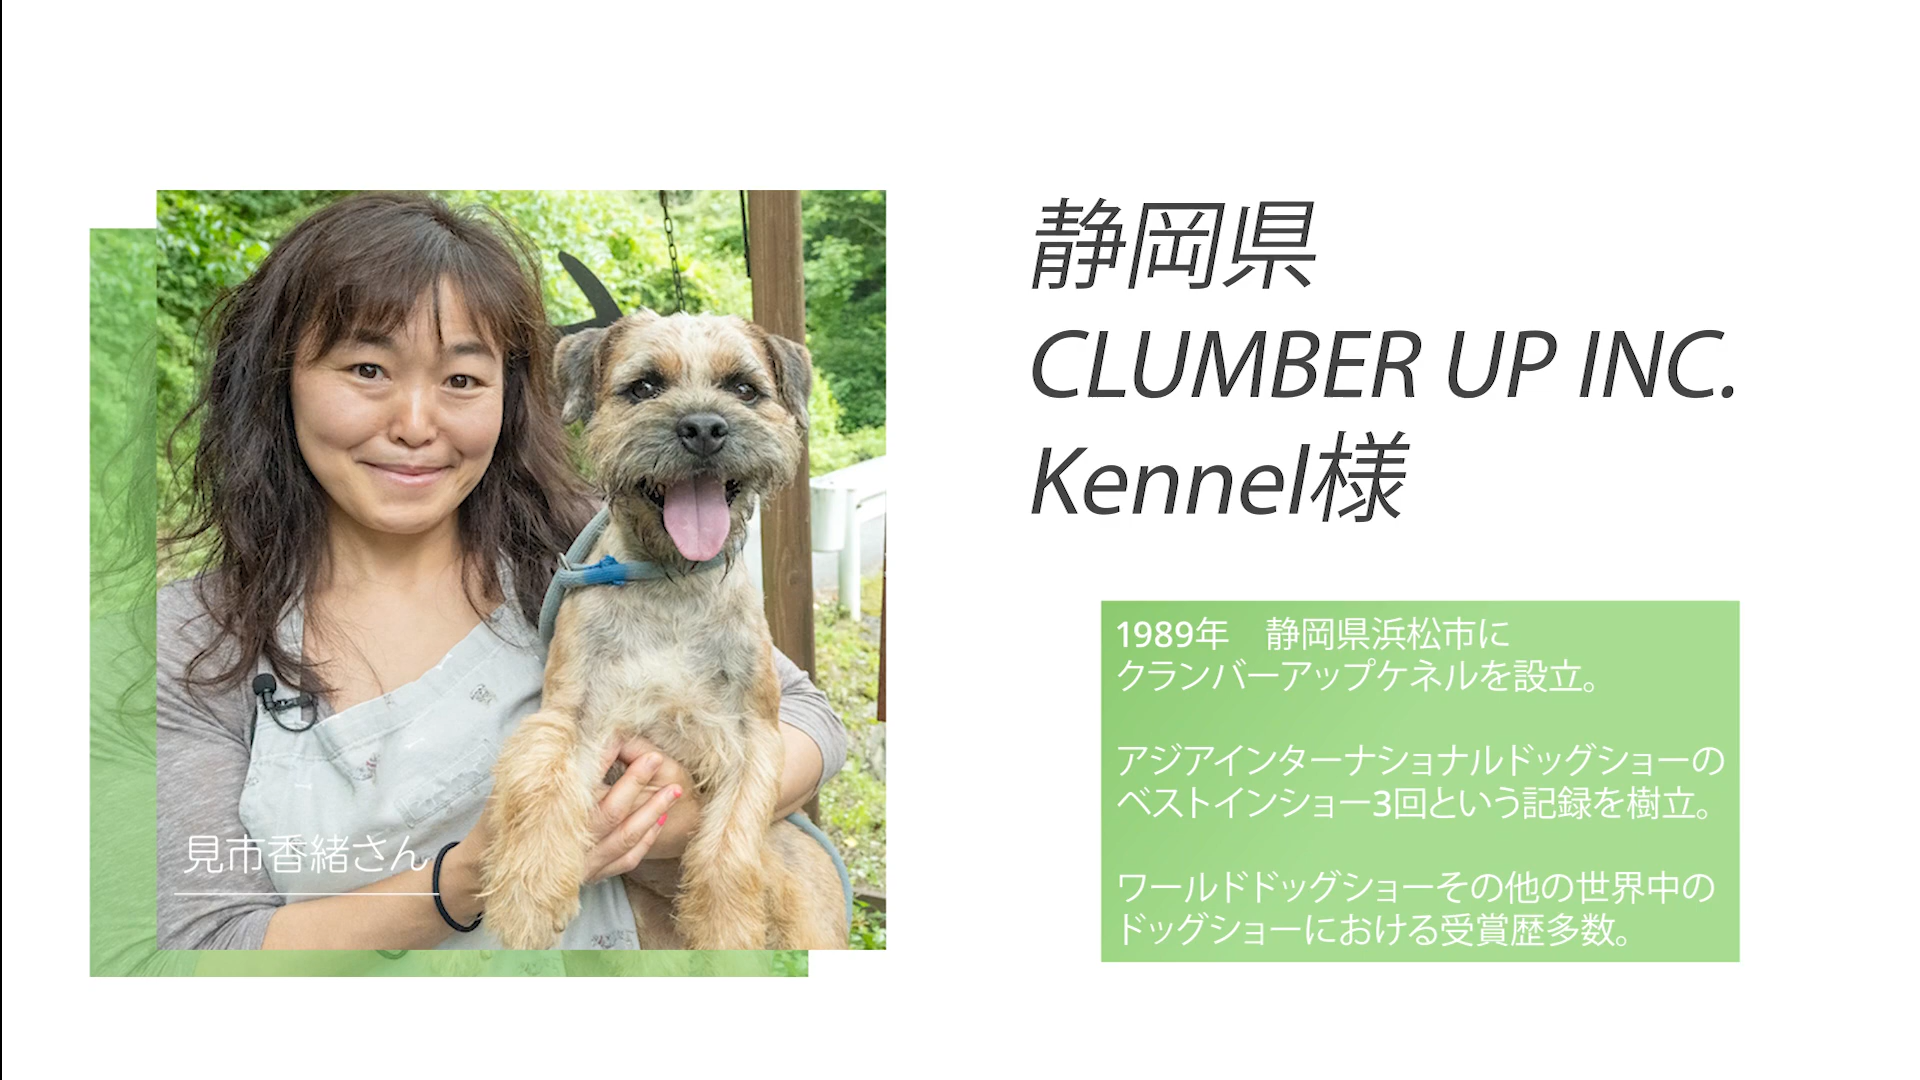 静岡県
CLUMBER UP INC.
Kennel様
見市香緒さん
1989年　静岡県浜松市に
クランバーアップケネルを設立。
アジアインターナショナルドッグショーの
ベストインショー3回という記録を樹立。
ワールドドッグショーその他の世界中の
ドッグショーにおける受賞歴多数。